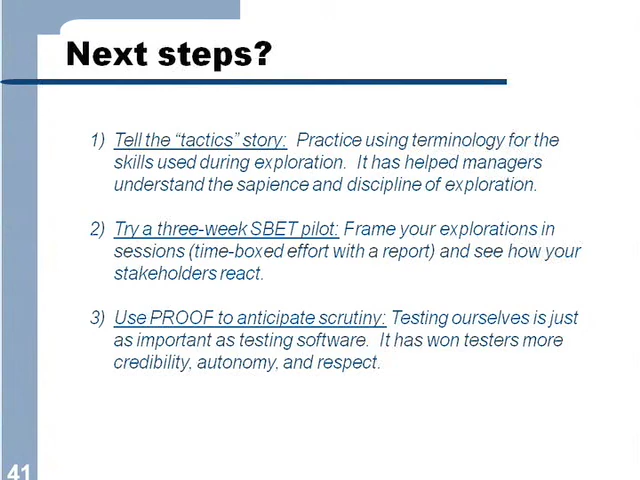 Next steps?
1) Tell the "tactics" story: Practice using terminology for the
skills used during exploration. It has helped managers
understand the sapience and discipline of exploration.
2) Try a three-week SBET pilot: Frame your explorations in
sessions (time-boxed effort with a report) and see how your
stakeholders react.
3) Use PROOF to anticipate scrutiny: Testing ourselves is just
as important as testing software. It has won testers more
credibility, autonomy, and respect.
41